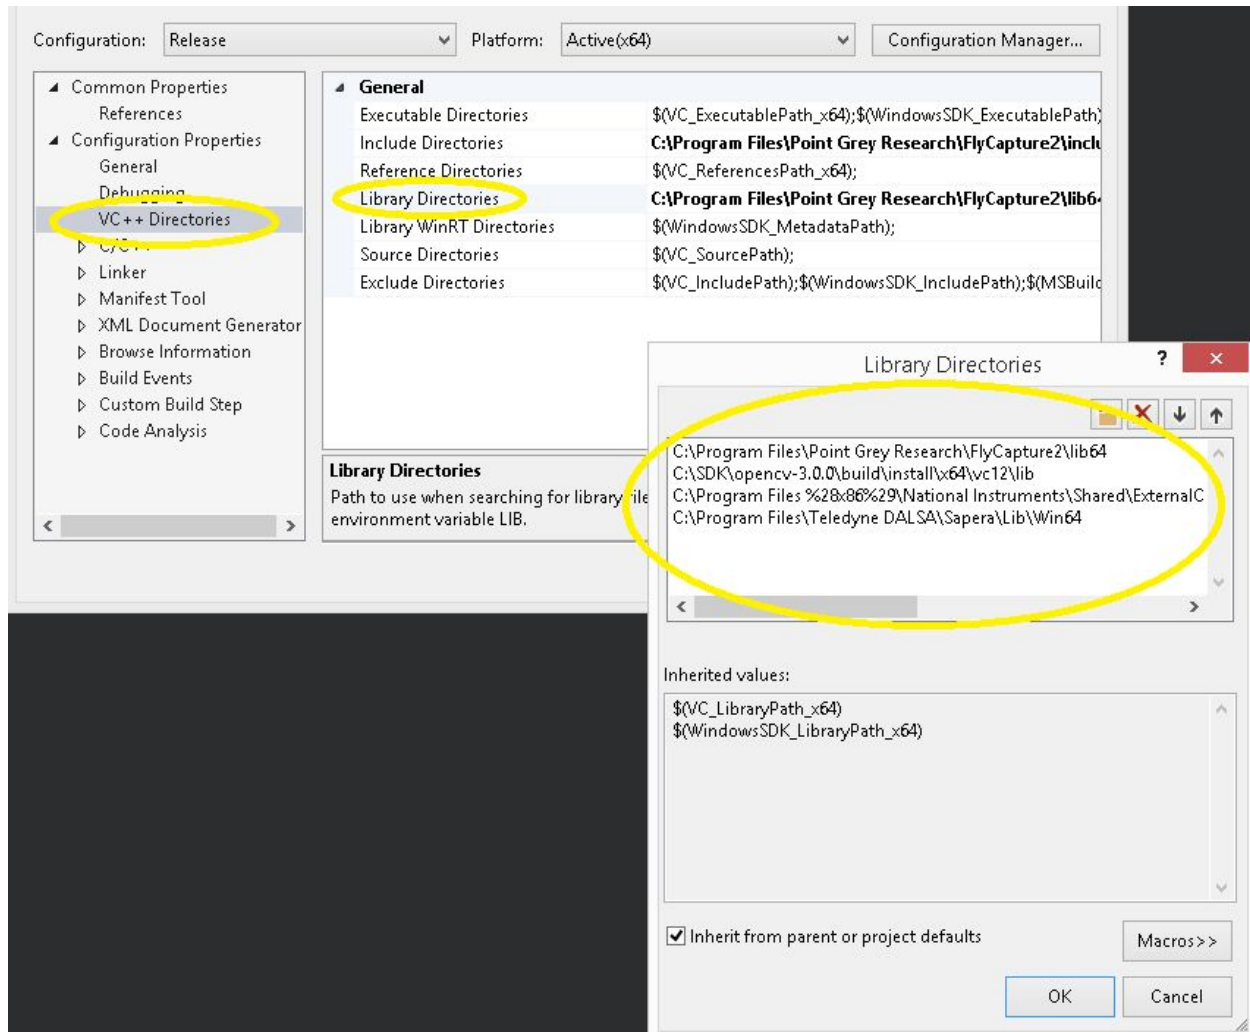 Configuration: Release Platform: Active(x64) Configuration Manager...
Common Properties
References
Configuration Properties
General
Debugging
VC++ Directories
C/C++
Linker
Manifest Tool
XML Document Generator
Browse Information
Build Events
Custom Build Step
Code Analysis
General
Executable Directories $(VC_ExecutablePath_x64);$(WindowsSDK_ExecutablePath)
Include Directories C:\Program Files\Point Grey Research\FlyCapture2\inclu
Reference Directories $(VC_ReferencesPath_x64);
Library Directories C:\Program Files\Point Grey Research\FlyCapture2\lib64
Library WinRT Directories $(WindowsSDK_MetadataPath);
Source Directories $(VC_SourcePath);
Exclude Directories $(VC_IncludePath);$(WindowsSDK_IncludePath);$(MSBuild
Library Directories
Path to use when searching for library file
environment variable LIB.
Library Directories ?
C:\Program Files\Point Grey Research\FlyCapture2\lib64
C:\SDK\opencv-3.0.0\build\install\x64\vc12\lib
C:\Program Files %28x86%29\National Instruments\Shared\ExternalC
C:\Program Files\Teledyne DALSA\Sapera\Lib\Win64
Inherited values:
$(VC_LibraryPath_x64)
$(WindowsSDK_LibraryPath_x64)
Inherit from parent or project defaults
Macros>>
OK Cancel